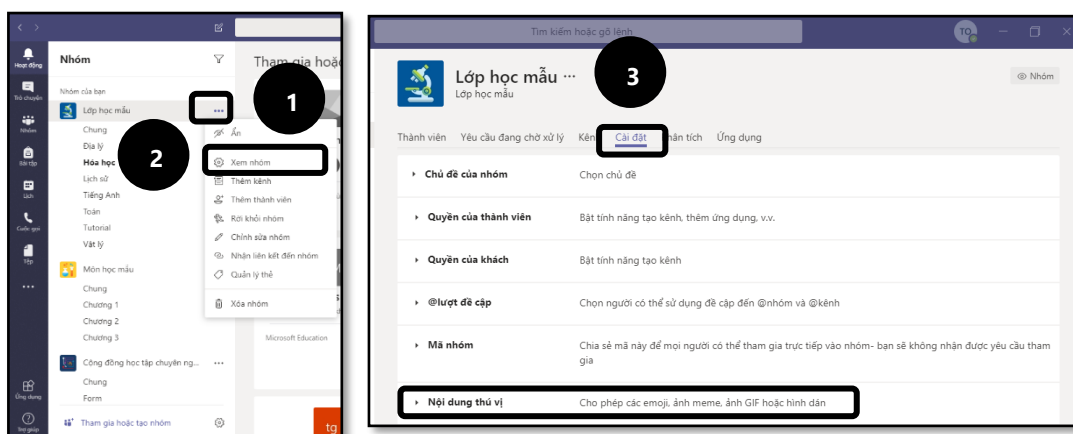 Hoạt động
Trò chuyện
Nhóm
Bài tập
Lịch
Cuộc gọi
Tệp
Ứng dụng
Trợ giúp
Nhóm
Nhóm của bạn
Lớp học mẫu
Chung
Địa lý
Hóa học
Lịch sử
Tiếng Anh
Toán
Tutorial
Vật lý
Môn học mẫu
Chung
Chương 1
Chương 2
Chương 3
Cộng đồng học tập chuyên ng...
Chung
Form
Tham gia hoặc tạo nhóm
Tham gia hoặ
1
2
Ẩn
Xem nhóm
Thêm kênh
Thêm thành viên
Rời khỏi nhóm
Chỉnh sửa nhóm
Nhận liên kết đến nhóm
Quản lý thẻ
Xóa nhóm
Microsoft Education
tg
Tìm kiếm hoặc gõ lệnh
TQ
Lớp học mẫu ...
Lớp học mẫu
3
Nhóm
Thành viên Yêu cầu đang chờ xử lý Kên Cài đặt hân tích Ứng dụng
Chủ đề của nhóm Chọn chủ đề
Quyền của thành viên Bật tính năng tạo kênh, thêm ứng dụng, v.v.
Quyền của khách Bật tính năng tạo kênh
@lượt đề cập Chọn người có thể sử dụng đề cập đến @nhóm và @kênh
Mã nhóm Chia sẻ mã này để mọi người có thể tham gia trực tiếp vào nhóm- bạn sẽ không nhận được yêu cầu tham
gia
Nội dung thú vị Cho phép các emoji, ảnh meme, ảnh GIF hoặc hình dán